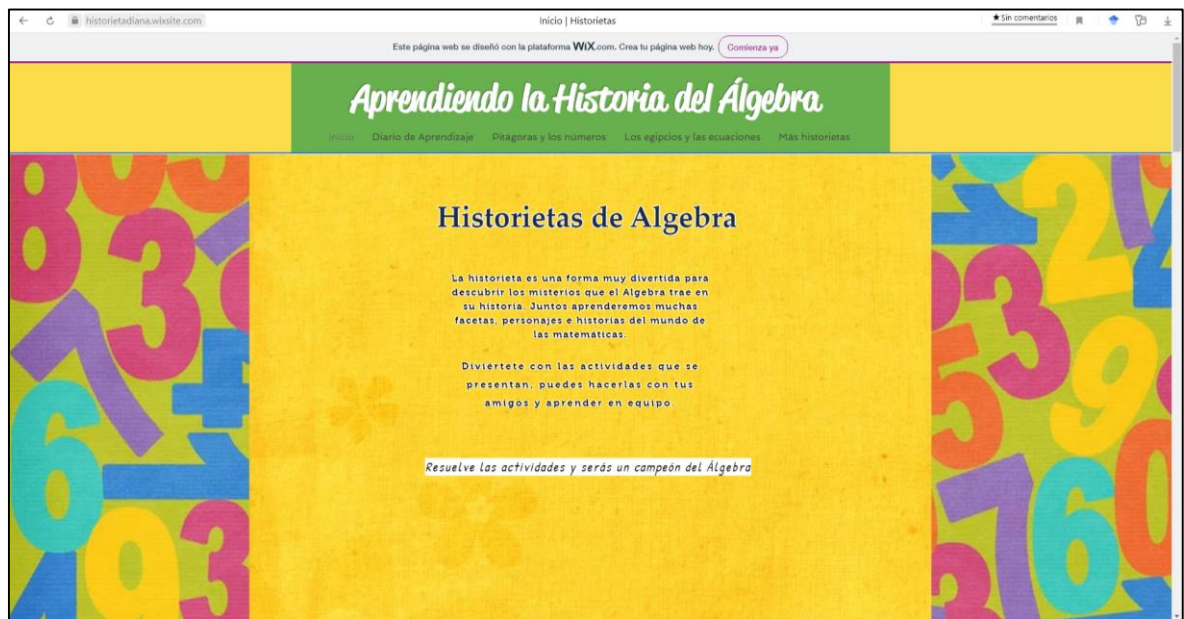 historietadiana.wixsite.com
Inicio | Historietas
★ Sin comentarios
Este página web se diseñó con la plataforma WiX.com. Crea tu página web hoy. Comienza ya
Aprendiendo la Historia del Álgebra
Inicio Diario de Aprendizaje Pitágoras y los números Los egipcios y las ecuaciones Más historietas
Historietas de Algebra
La historieta es una forma muy divertida para
descubrir los misterios que el Algebra trae en
su historia. Juntos aprenderemos muchas
facetas, personajes e historias del mundo de
las matemáticas.
Diviértete con las actividades que se
presentan, puedes hacerlas con tus
amigos y aprender en equipo.
Resuelve las actividades y serás un campeón del Álgebra